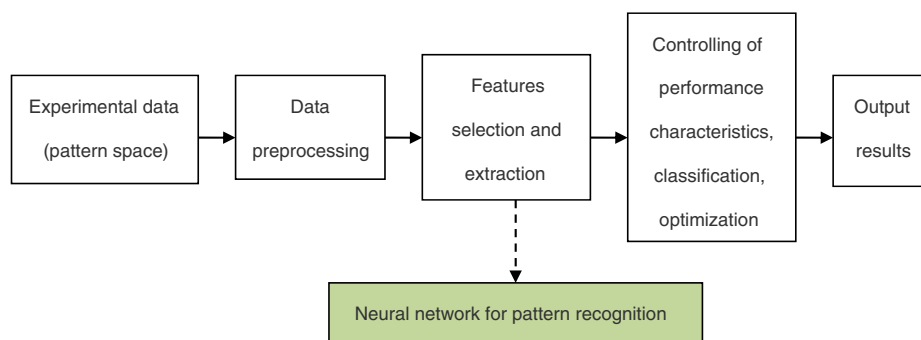 Experimental data
(pattern space)
Data
preprocessing
Features
selection and
extraction
Controlling of
performance
characteristics,
classification,
optimization
Output
results
Neural network for pattern recognition